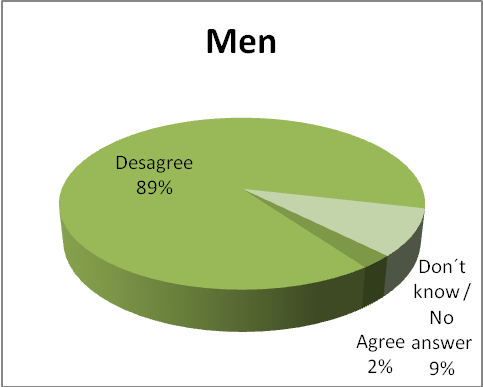 Men
Desagree
89%
Don´t
know /
No
answer
9%
Agree
2%